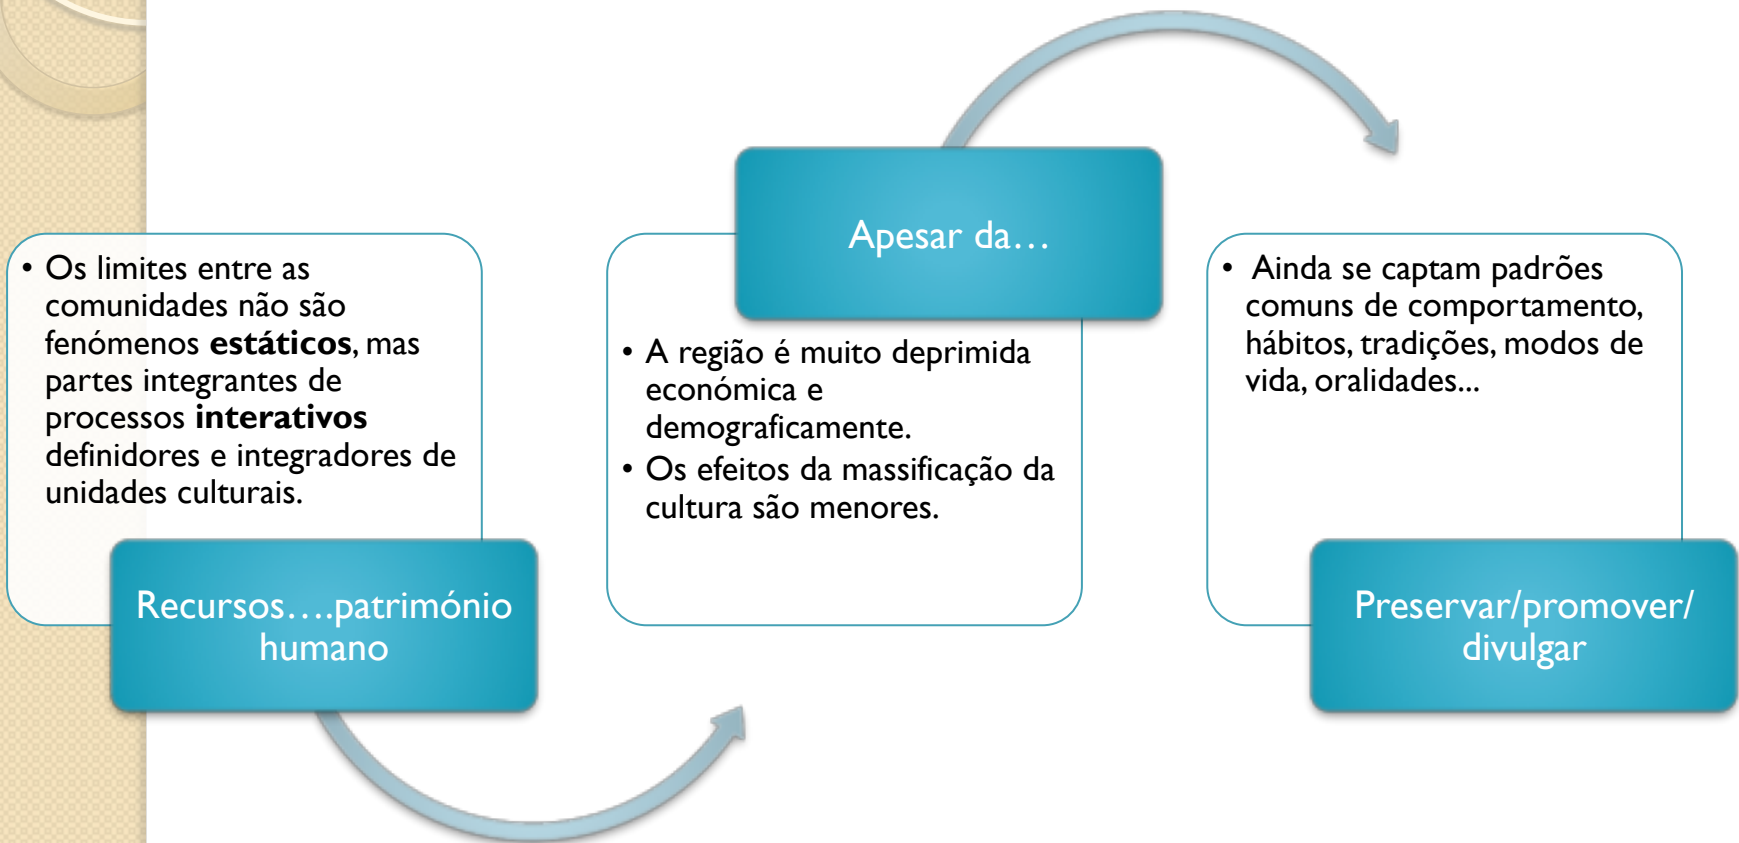 • Os limites entre as
comunidades não são
fenómenos estáticos, mas
partes integrantes de
processos interativos
definidores e integradores de
unidades culturais.
Recursos….património
humano
Apesar da…
• A região é muito deprimida
económica e
demograficamente.
• Os efeitos da massificação da
cultura são menores.
• Ainda se captam padrões
comuns de comportamento,
hábitos, tradições, modos de
vida, oralidades...
Preservar/promover/
divulgar